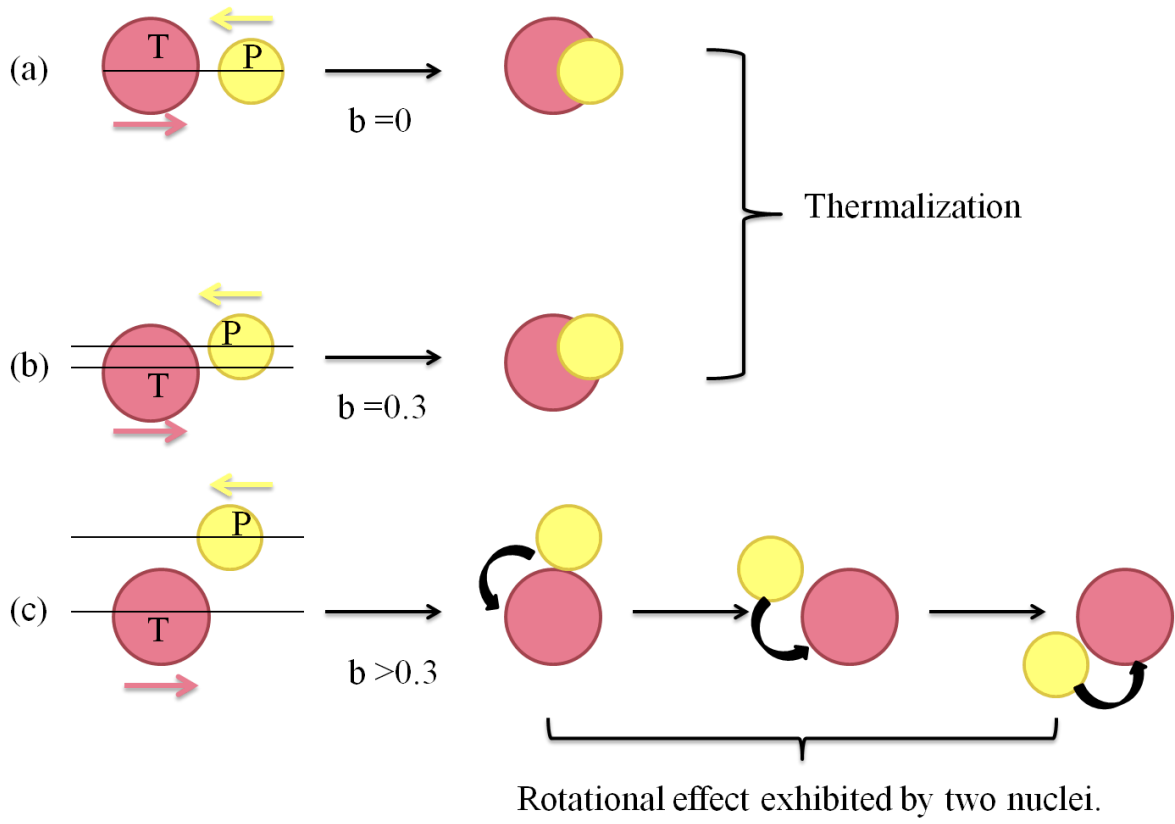 (a)
T
P
b =0
Thermalization
(b)
P
T
b =0.3
(c)
P
T
b >0.3
Rotational effect exhibited by two nuclei.